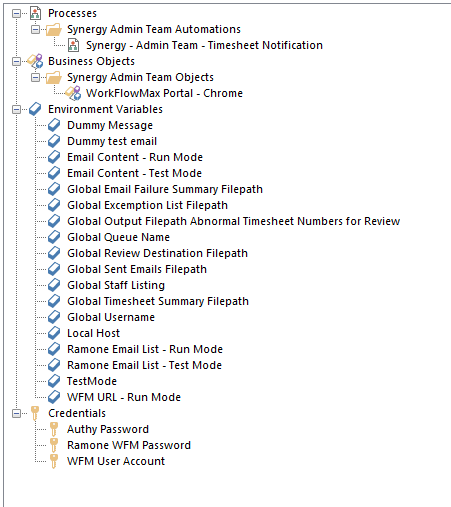 Processes
Synergy Admin Team Automations
Synergy - Admin Team - Timesheet Notification
Business Objects
Synergy Admin Team Objects
WorkFlowMax Portal - Chrome
Environment Variables
Dummy Message
Dummy test email
Email Content - Run Mode
Email Content - Test Mode
Global Email Failure Summary Filepath
Global Excemption List Filepath
Global Output Filepath Abnormal Timesheet Numbers for Review
Global Queue Name
Global Review Destination Filepath
Global Sent Emails Filepath
Global Staff Listing
Global Timesheet Summary Filepath
Global Username
Local Host
Ramone Email List - Run Mode
Ramone Email List - Test Mode
TestMode
WFM URL - Run Mode
Credentials
Authy Password
Ramone WFM Password
WFM User Account